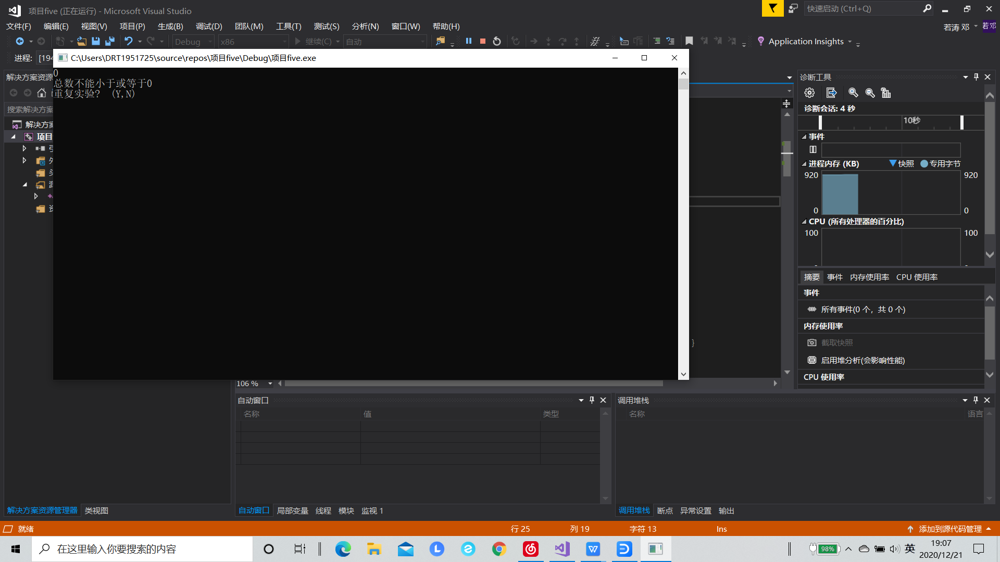 项目five (正在运行) - Microsoft Visual Studio
快速启动 (Ctrl+Q)
文件(F) 编辑(E) 视图(V) 项目(P) 生成(B) 调试(D) 团队(M) 工具(T) 测试(S) 分析(N) 窗口(W) 帮助(H)
若涛 邓
若邓
Debug x86 继续(C) 自动 Application Insights
进程: [194
C:\Users\DRT1951725\source\repos\项目five\Debug\项目five.exe
0
总数不能小于或等于0
重复实验? (Y,N)
解决方案资源
搜索解决方案
解决方案
项目
}
106 %
诊断工具
诊断会话: 4 秒
10秒
事件
进程内存 (KB) 快照 专用字节
920 920
0 0
CPU (所有处理器的百分比)
100 100
摘要 事件 内存使用率 CPU 使用率
事件
所有事件(0 个，共 0 个)
内存使用率
截取快照
启用堆分析(会影响性能)
CPU 使用率
自动窗口
名称 值 类型
调用堆栈
名称 语言
解决方案资源管理器 类视图
自动窗口 局部变量 线程 模块 监视 1
调用堆栈 断点 异常设置 输出
就绪 行 25 列 19 字符 13 Ins 添加到源代码管理
在这里输入你要搜索的内容
98% 英 19:07
2020/12/21